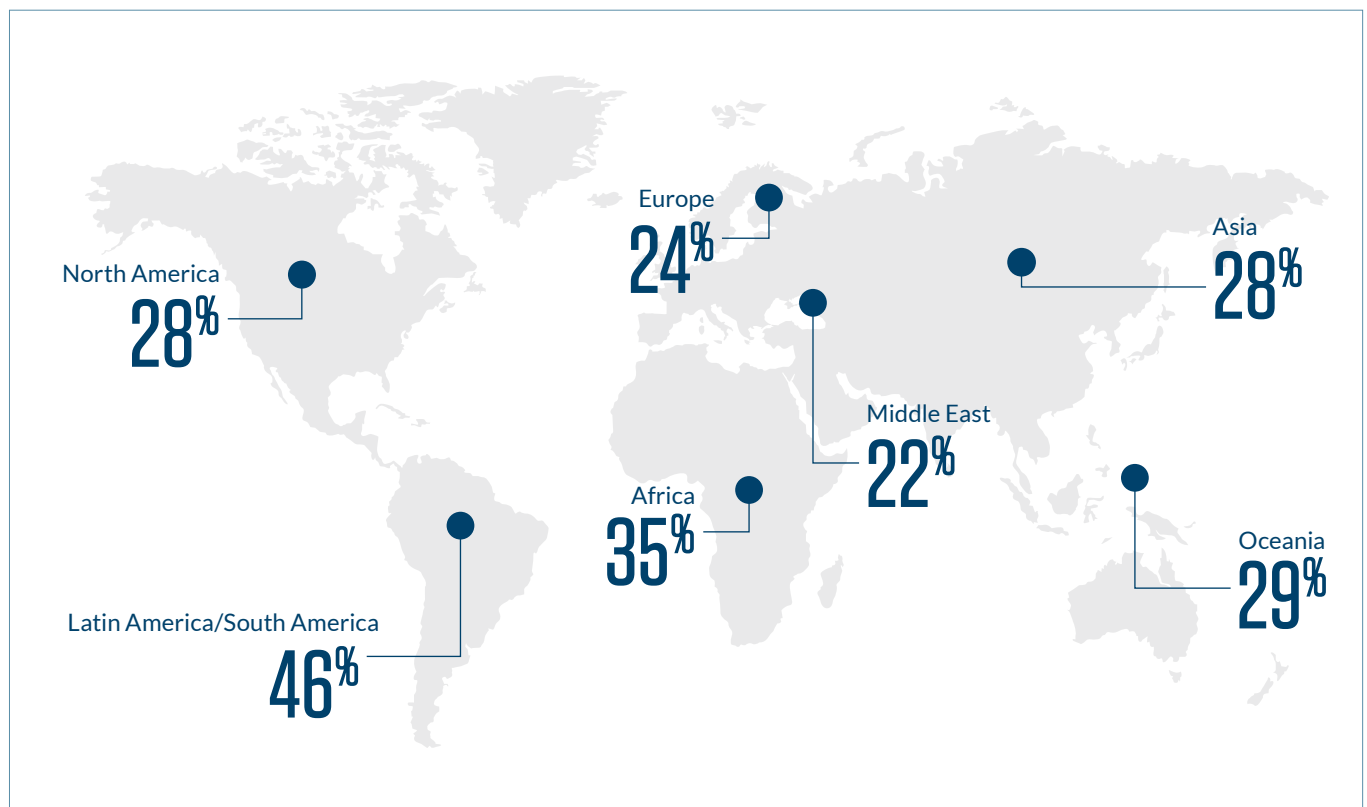 Europe
24%
Asia
28%
North America
28%
Middle East
22%
Africa
35%
Oceania
29%
Latin America/South America
46%